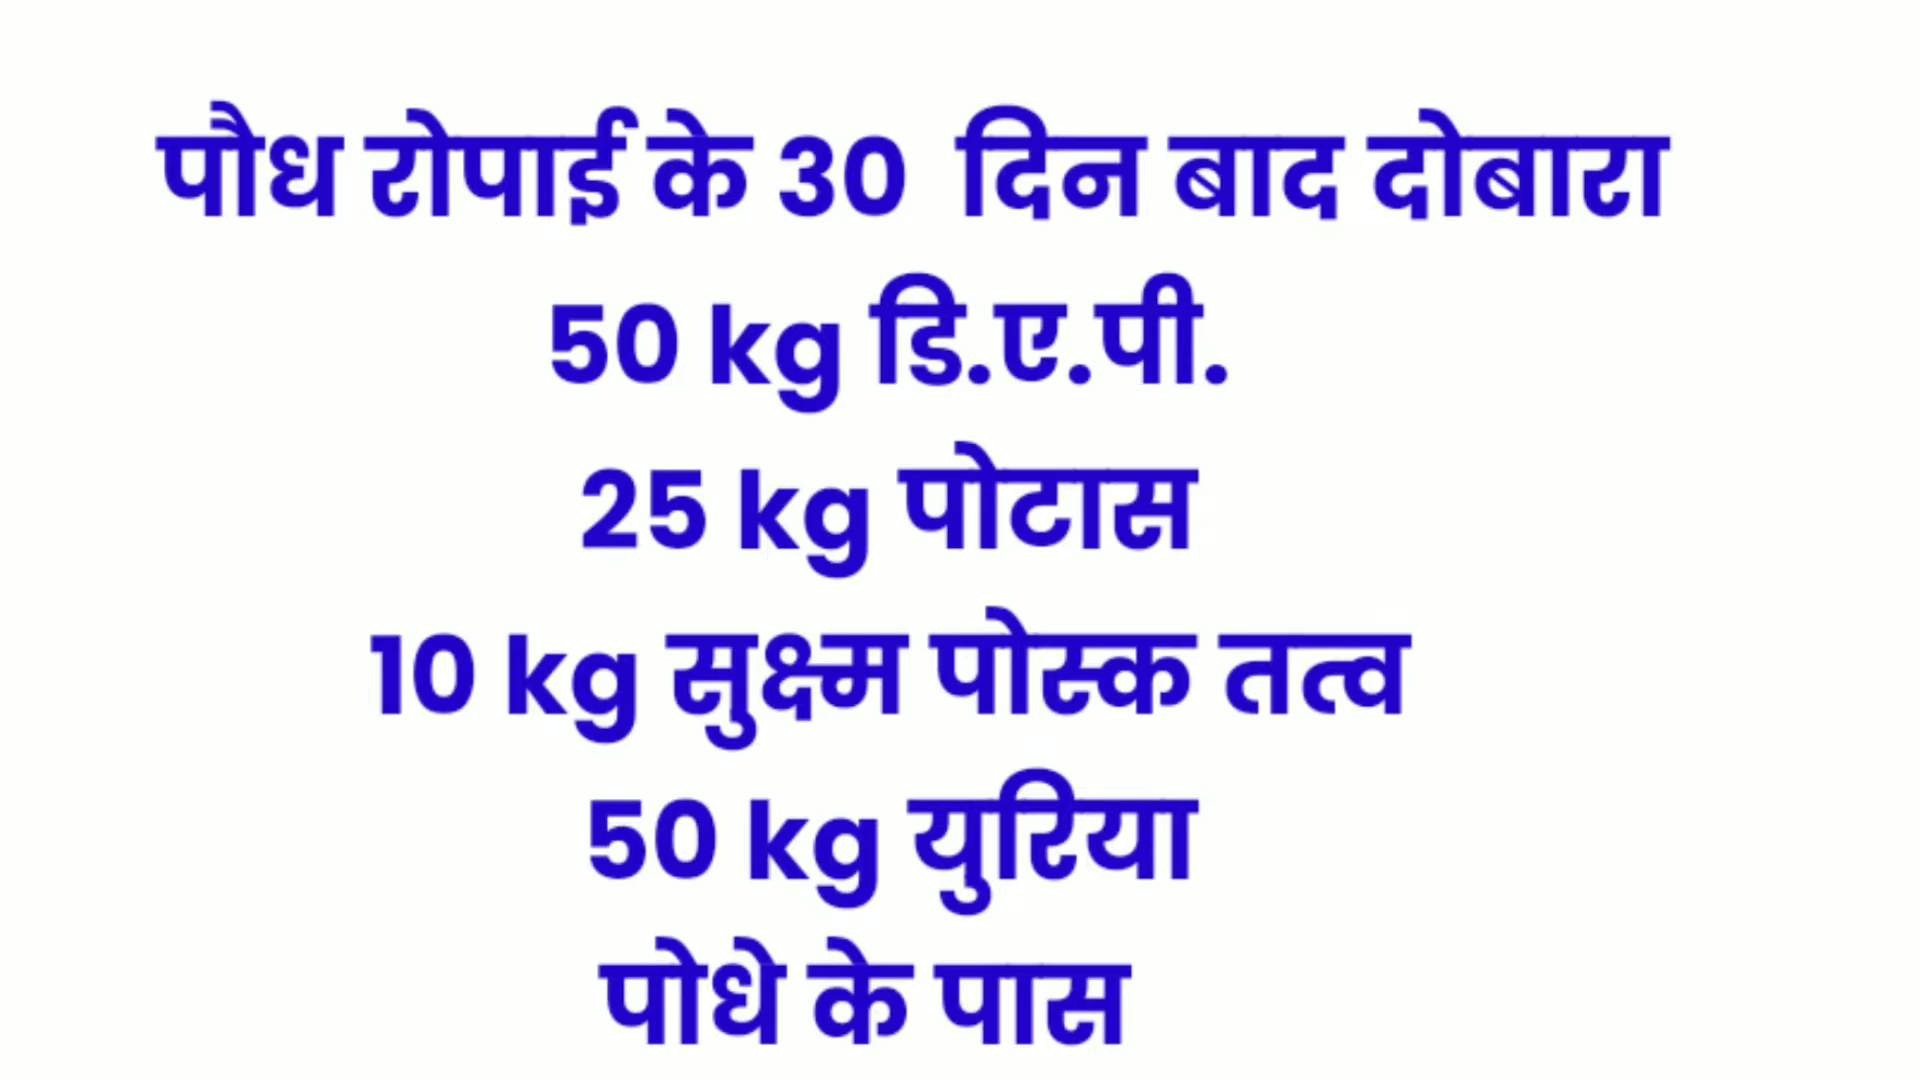 पौध रोपाई के 30 दिन बाद दोबारा
50 kg डि.ए.पी.
25 kg पोटास
10 kg सुक्ष्म पोस्क तत्व
50 kg युरिया
पोधे के पास